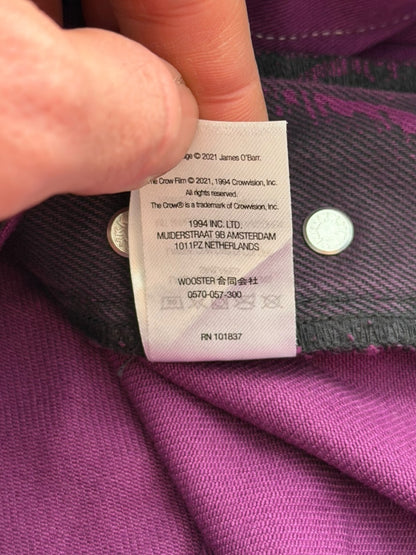 © 2021 James O'Barr.
Crow Film © 2021, 1994 Crowvision, Inc.
All rights reserved.
The Crow® is a trademark of Crowvision, Inc.
1994 INC. LTD.
MUIDERSTRAAT 9B AMSTERDAM
1011PZ NETHERLANDS
WOOSTER 合同会社
0570-057-300
RN 101837